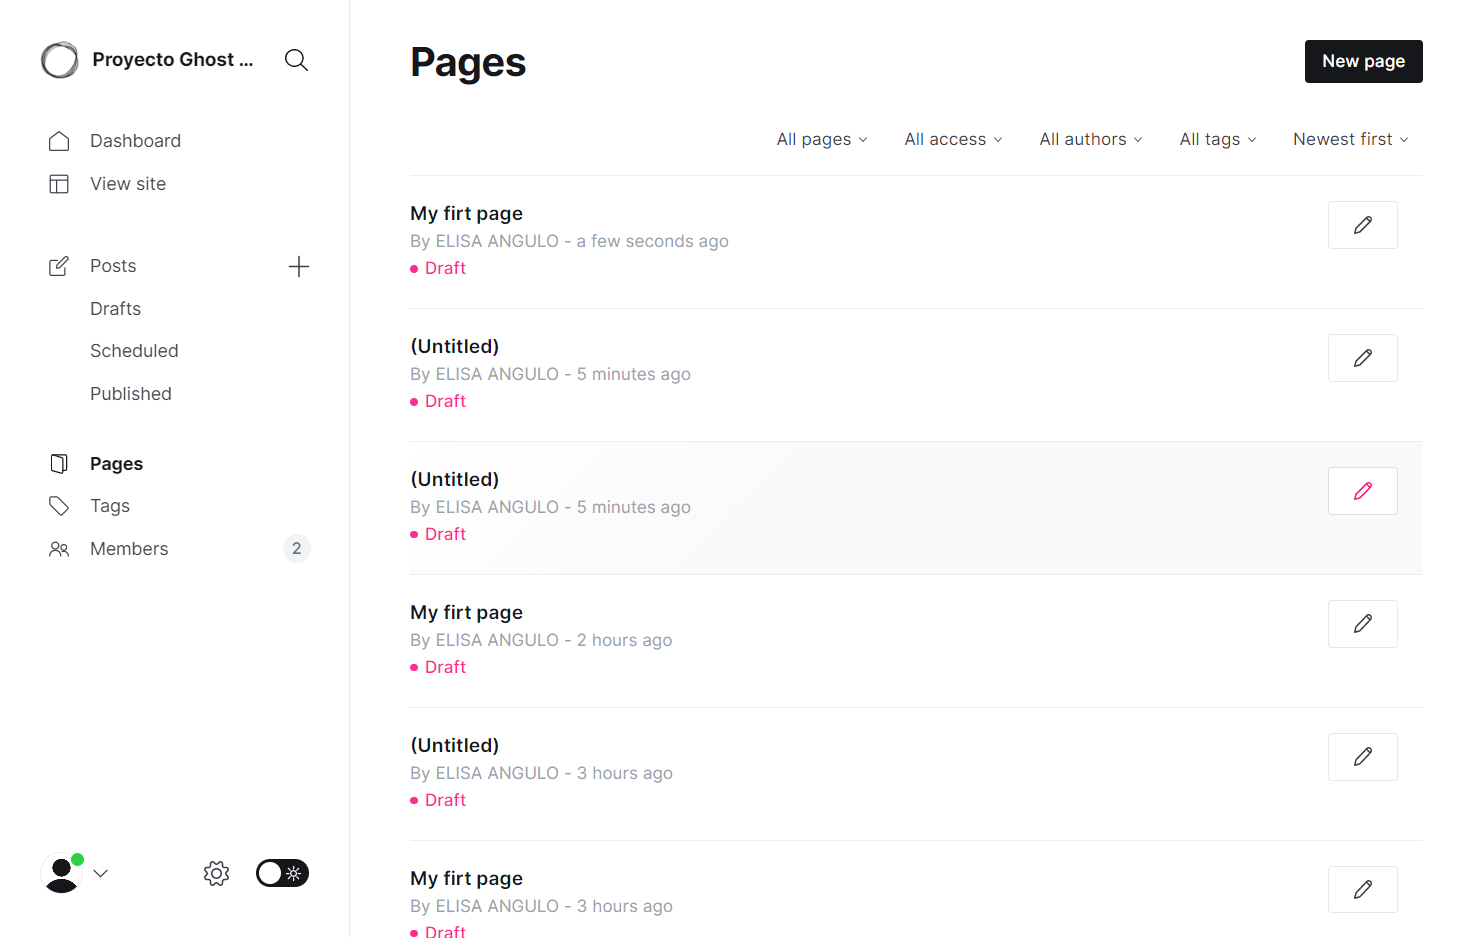 Proyecto Ghost ...
Dashboard
View site
Posts
Drafts
Scheduled
Published
Pages
Tags
Members
2
Pages
New page
All pages
All access
All authors
All tags
Newest first
My firt page
By ELISA ANGULO - a few seconds ago
Draft
(Untitled)
By ELISA ANGULO - 5 minutes ago
Draft
(Untitled)
By ELISA ANGULO - 5 minutes ago
Draft
My firt page
By ELISA ANGULO - 2 hours ago
Draft
(Untitled)
By ELISA ANGULO - 3 hours ago
Draft
My firt page
By ELISA ANGULO - 3 hours ago
Draft